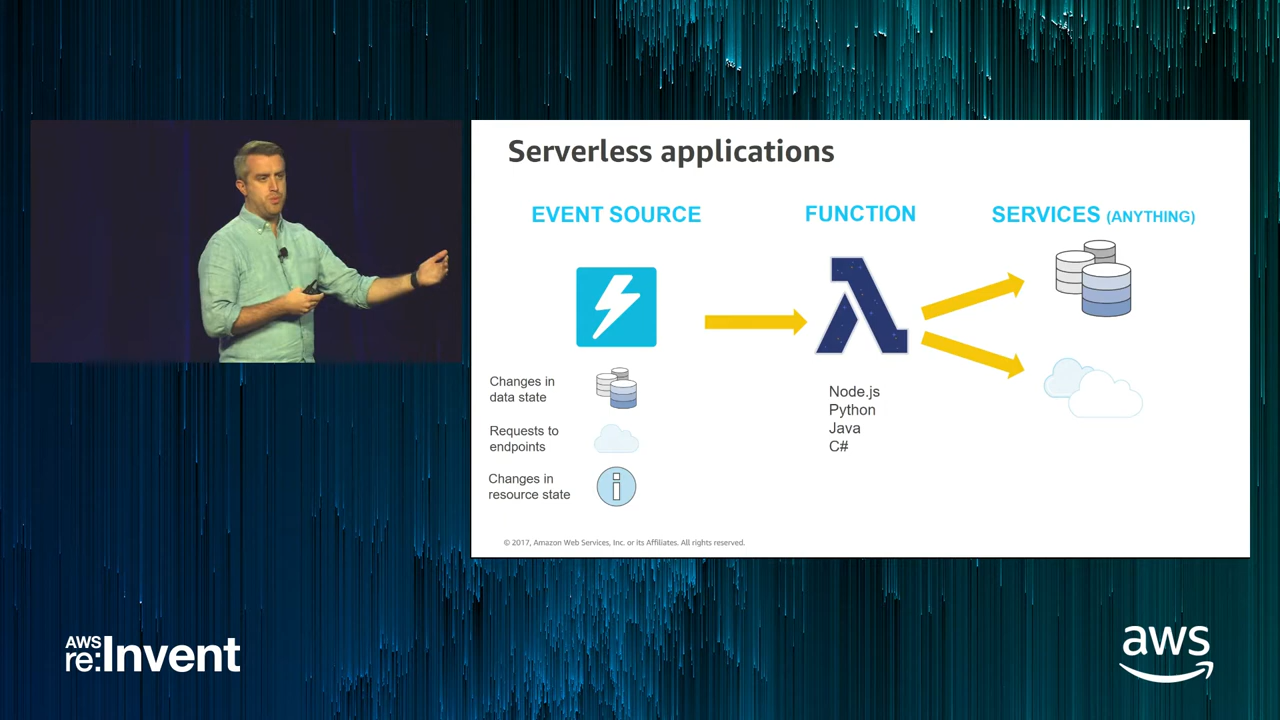 Serverless applications
EVENT SOURCE
FUNCTION
SERVICES (ANYTHING)
Changes in
data state
Requests to
endpoints
Changes in
resource state
Node.js
Python
Java
C#
© 2017, Amazon Web Services, Inc. or its Affiliates. All rights reserved.
AWS
re:Invent
aws